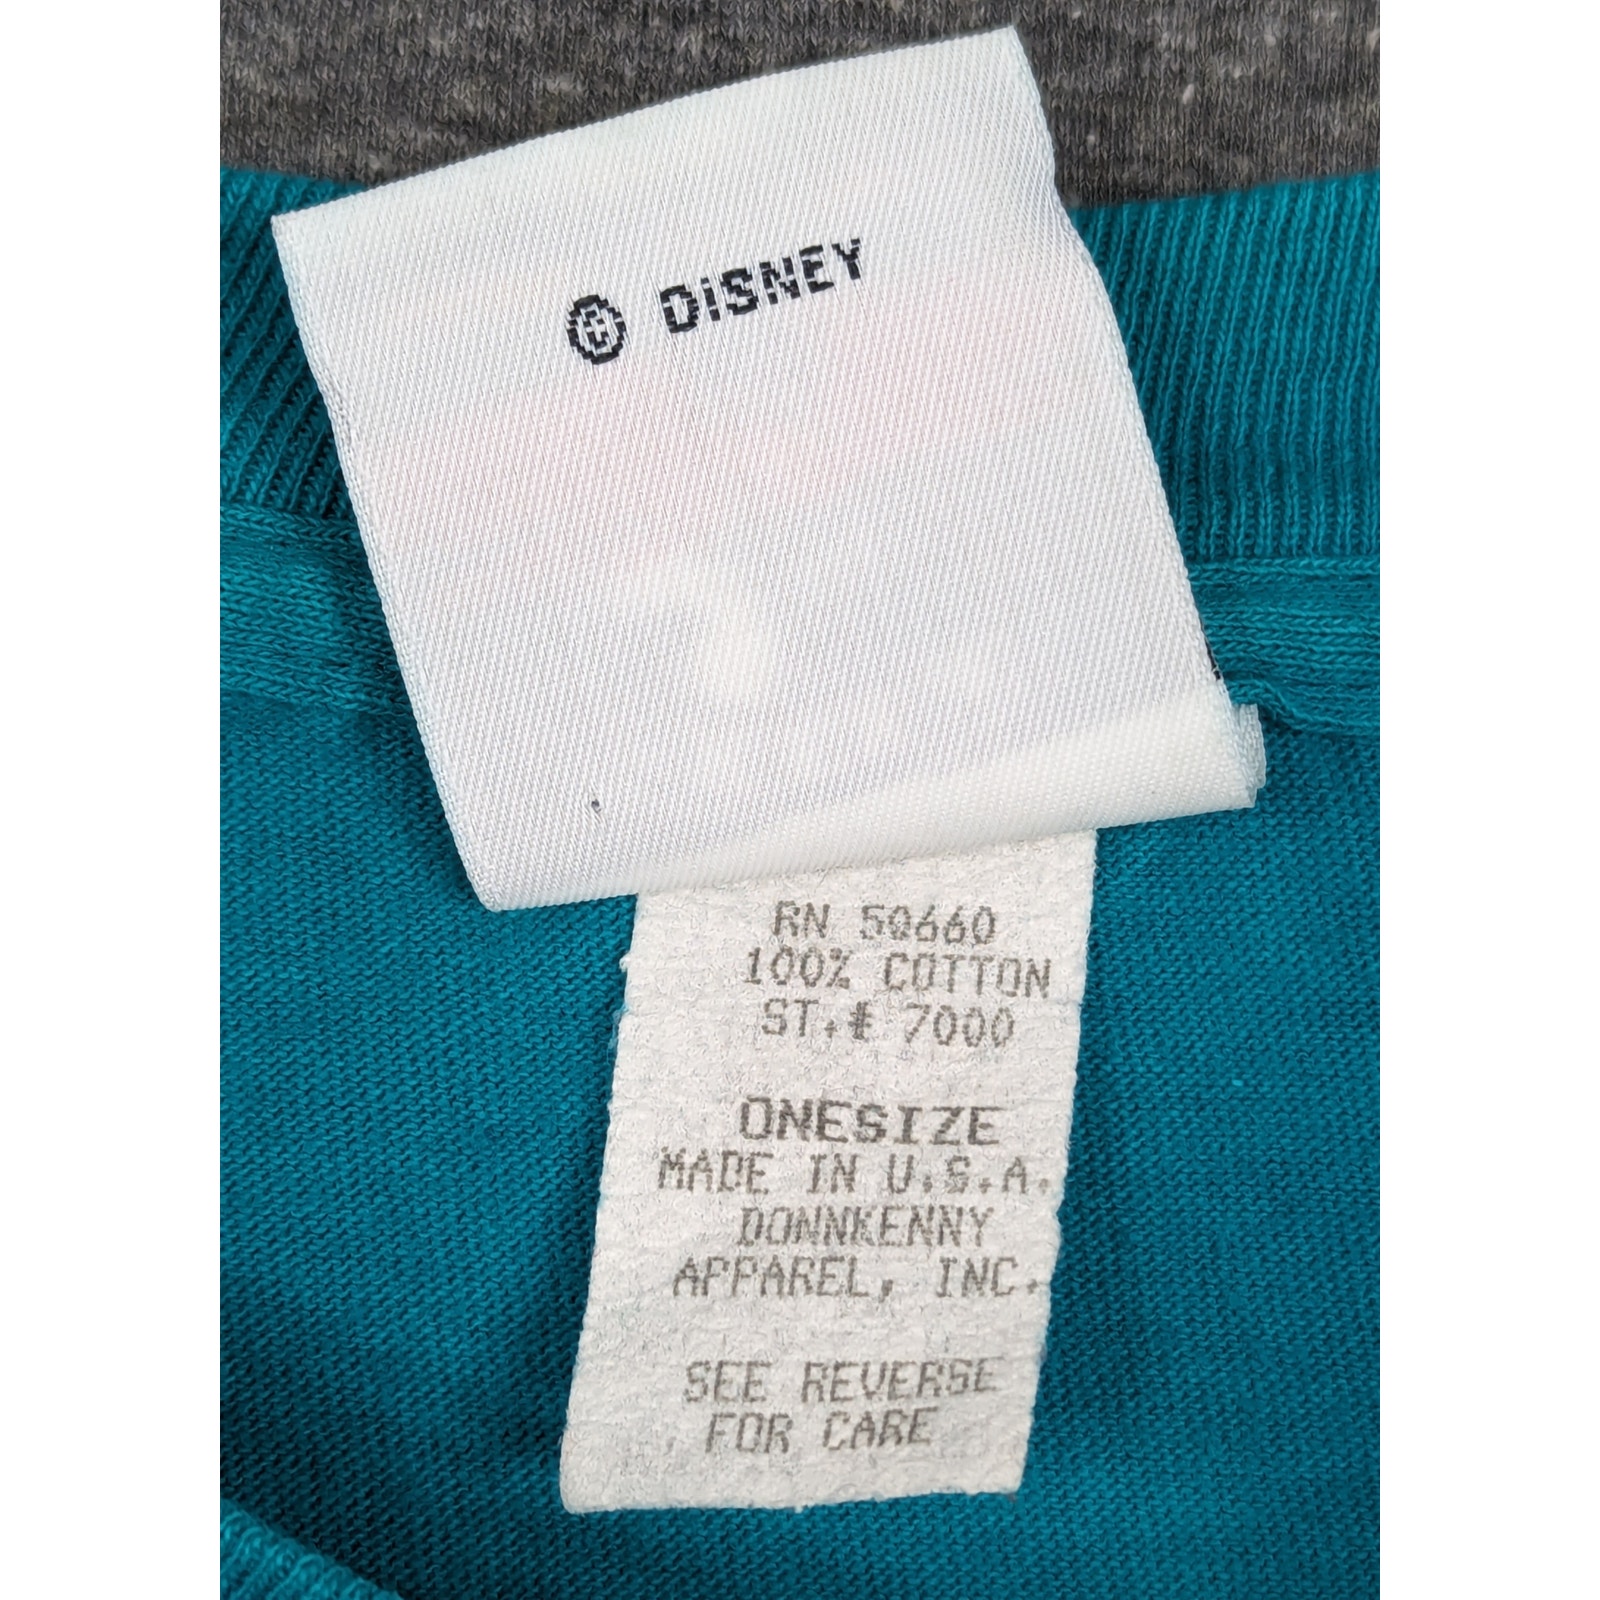 © DISNEY
RN 50660
100% COTTON
ST.# 7000
ONESIZE
MADE IN U.S.A.
DONNKENNY
APPAREL, INC.
SEE REVERSE
FOR CARE